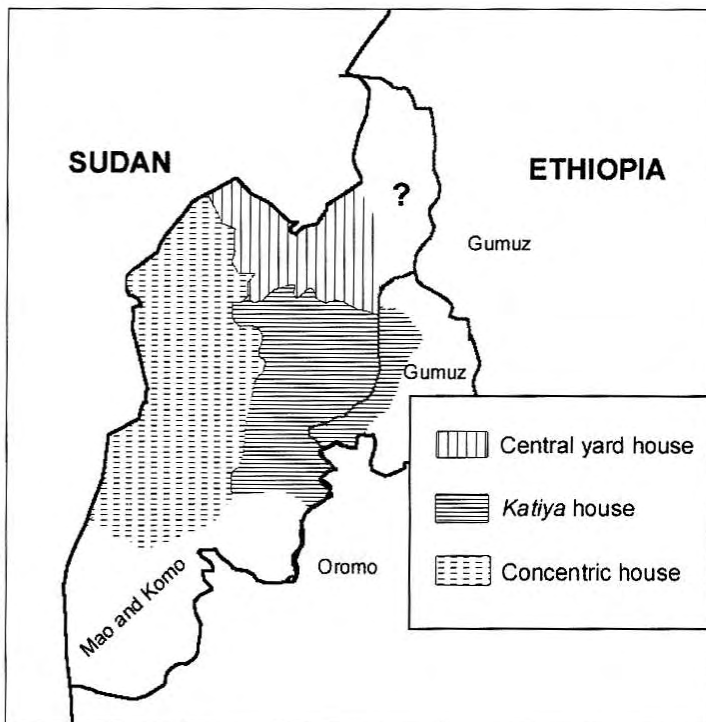 SUDAN
ETHIOPIA
?
Gumuz
Gumuz
Central yard house
Katiya house
Concentric house
Oromo
Mao and Komo